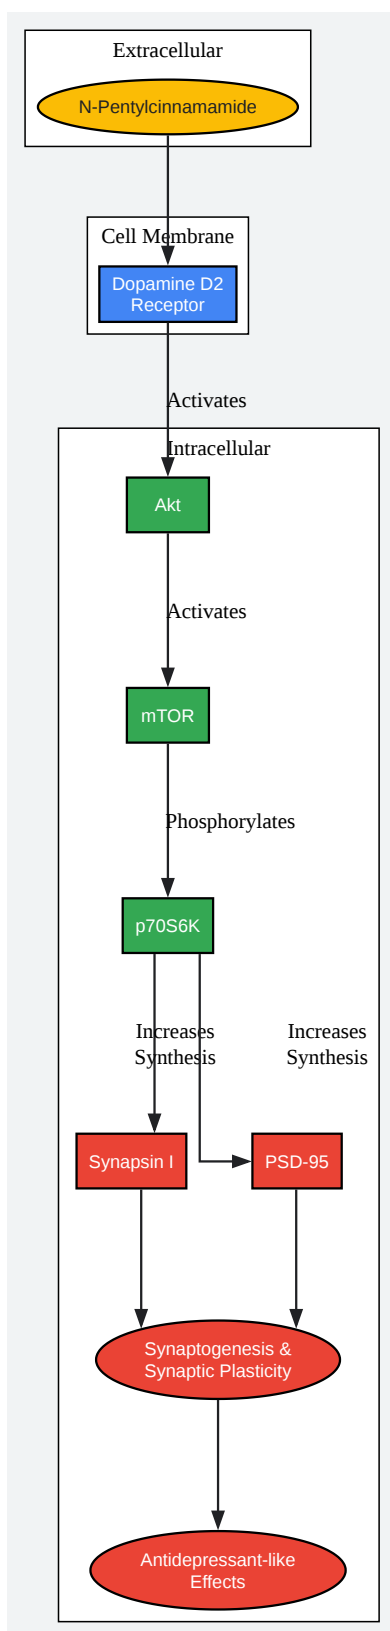 Extracellular
N-Pentylcinnamamide
Cell Membrane
Dopamine D2
Receptor
Activates
Intracellular
Akt
Activates
mTOR
Phosphorylates
p70S6K
Increases
Synthesis
Increases
Synthesis
Synapsin I
PSD-95
Synaptogenesis &
Synaptic Plasticity
Antidepressant-like
Effects